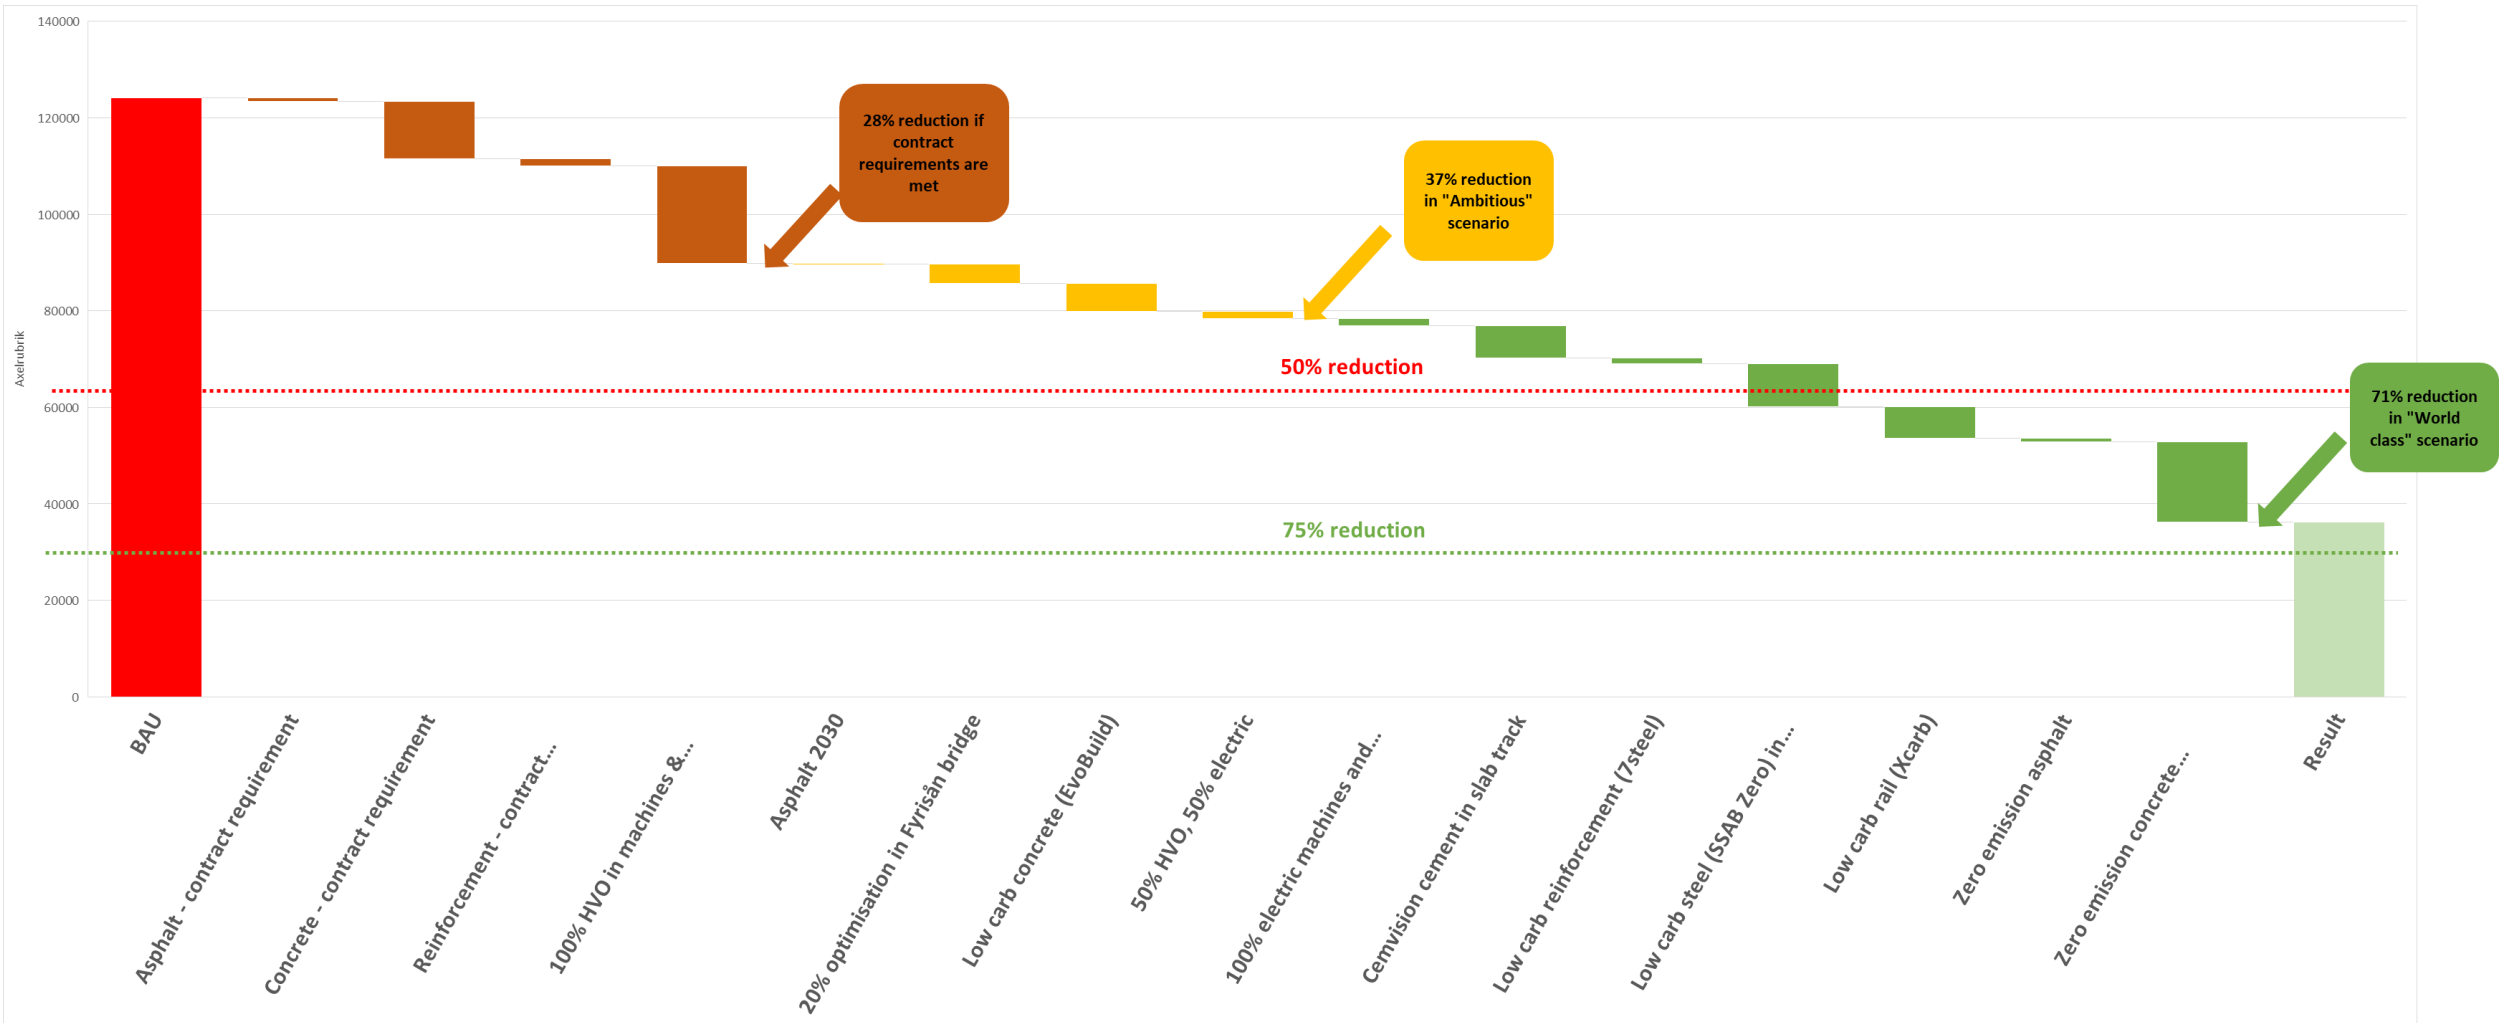 140000
120000
100000
80000
60000
40000
20000
0
Axelrubrik
28% reduction if
contract
requirements are
met
37% reduction
in "Ambitious"
scenario
50% reduction
71% reduction
in "World
class" scenario
75% reduction
BAU
Asphalt - contract requirement
Concrete - contract requirement
Reinforcement - contract...
100% HVO in machines &...
Asphalt 2030
20% optimisation in Fyrisån bridge
Low carb concrete (EvoBuild)
50% HVO, 50% electric
100% electric machines and...
Cemvision cement in slab track
Low carb reinforcement (7steel)
Low carb steel (SSAB Zero) in...
Low carb rail (Xcarb)
Zero emission asphalt
Zero emission concrete...
Result